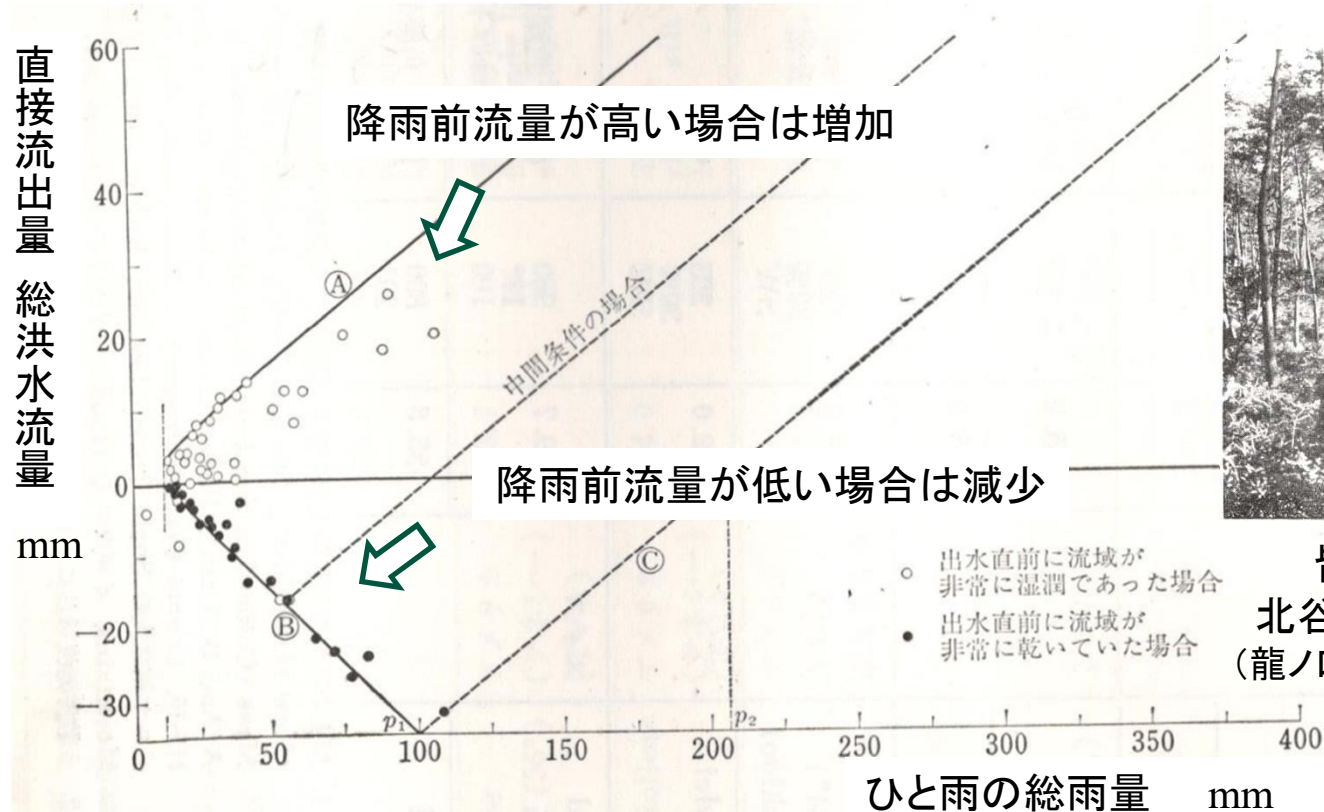 直接流出量 総洪水流量
mm
60
40
20
0
—20
—30
降雨前流量が高い場合は増加
Ⓐ
中間条件の場合
降雨前流量が低い場合は減少
Ⓑ
Ⓒ
○ 出水直前に流域が
非常に湿潤であった場合
● 出水直前に流域が
非常に乾いていた場合
北谷
(龍ノ口
p₁
p₂
0 50 100 150 200 250 300 350 400
ひと雨の総雨量 mm